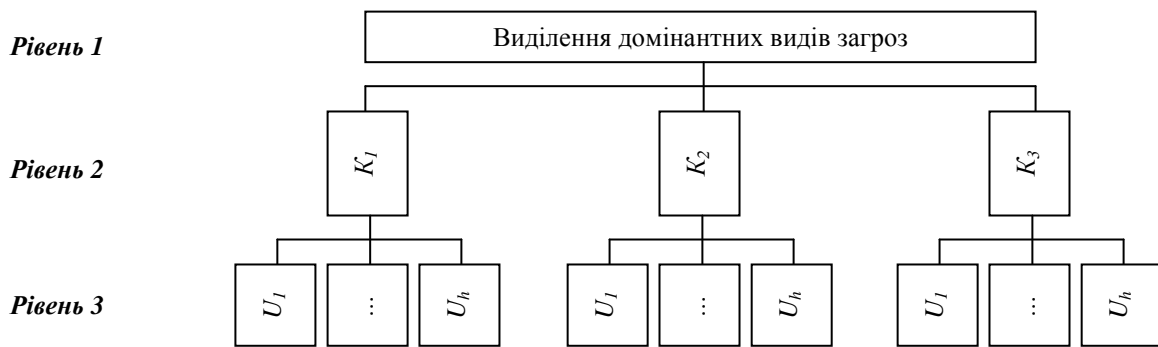 Рівень 1
Виділення домінантних видів загроз
Рівень 2
K1
K2
K3
Рівень 3
U1
...
Uh
U1
...
Uh
U1
...
Uh